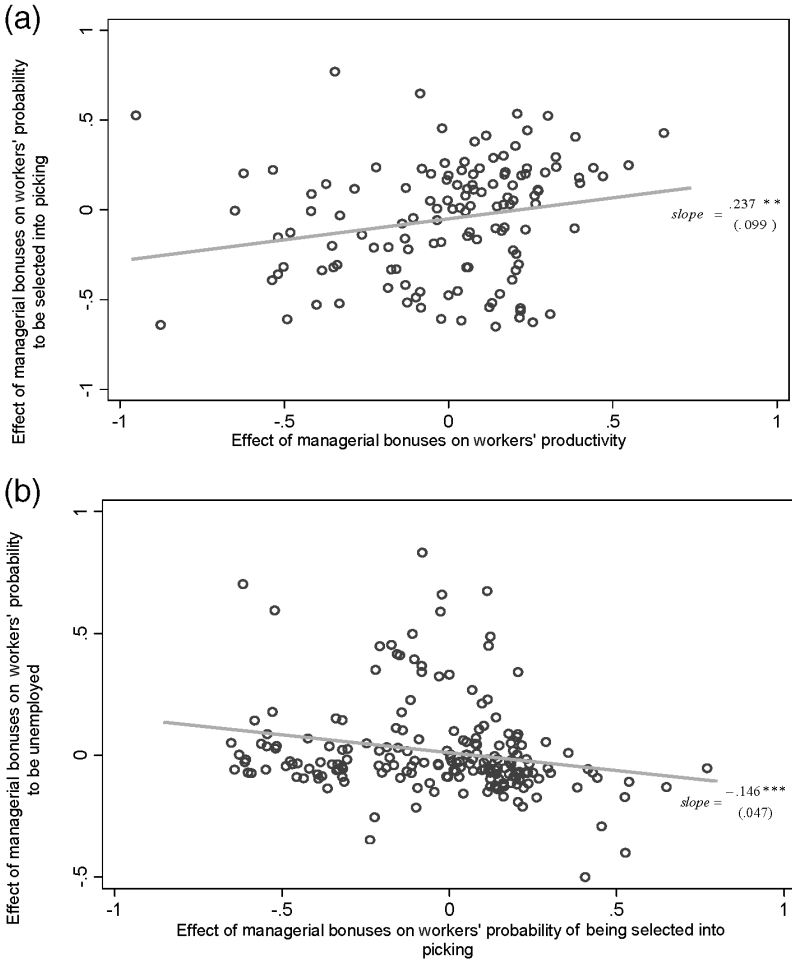 (a)
Effect of managerial bonuses on workers' probability
to be selected into picking
1
.5
0
-.5
-1
slope = .237 **
(.099 )
-1 -.5 0 .5 1
Effect of managerial bonuses on workers' productivity
(b)
Effect of managerial bonuses on workers' probability
to be unemployed
1
.5
0
-.5
slope = -.146 ***
(.047)
-1 -.5 0 .5 1
Effect of managerial bonuses on workers' probability of being selected into
picking